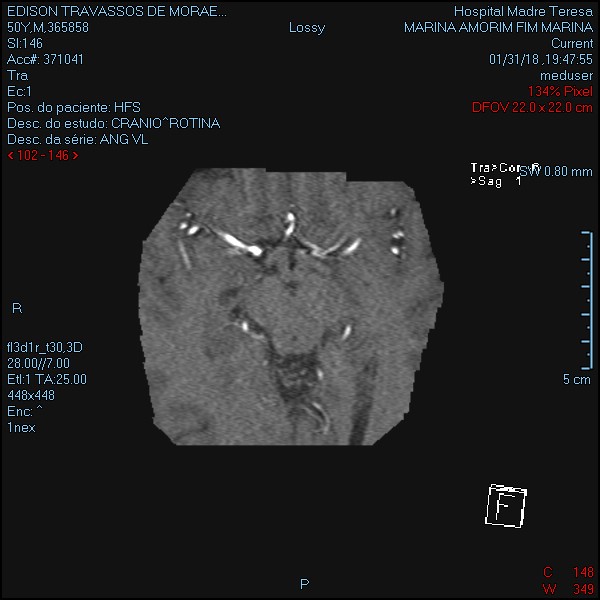 EDISON TRAVASSOS DE MORAE...
50Y,M,365858
Sl:146
Acc#: 371041
Tra
Ec:1
Pos. do paciente: HFS
Desc. do estudo: CRANIO^ROTINA
Desc. da série: ANG VL
< 102 - 146 >
Lossy
Hospital Madre Teresa
MARINA AMORIM FIM MARINA
Current
01/31/18 ,19:47:55
meduser
134% Pixel
DFOV 22.0 x 22.0 cm
Tra>Cor
SW 0.80 mm
>Sag 1
R
5 cm
fl3d1r_t30,3D
28.00//7.00
Etl:1 TA:25.00
448x448
Enc: ^
1nex
F
P
C 148
W 349